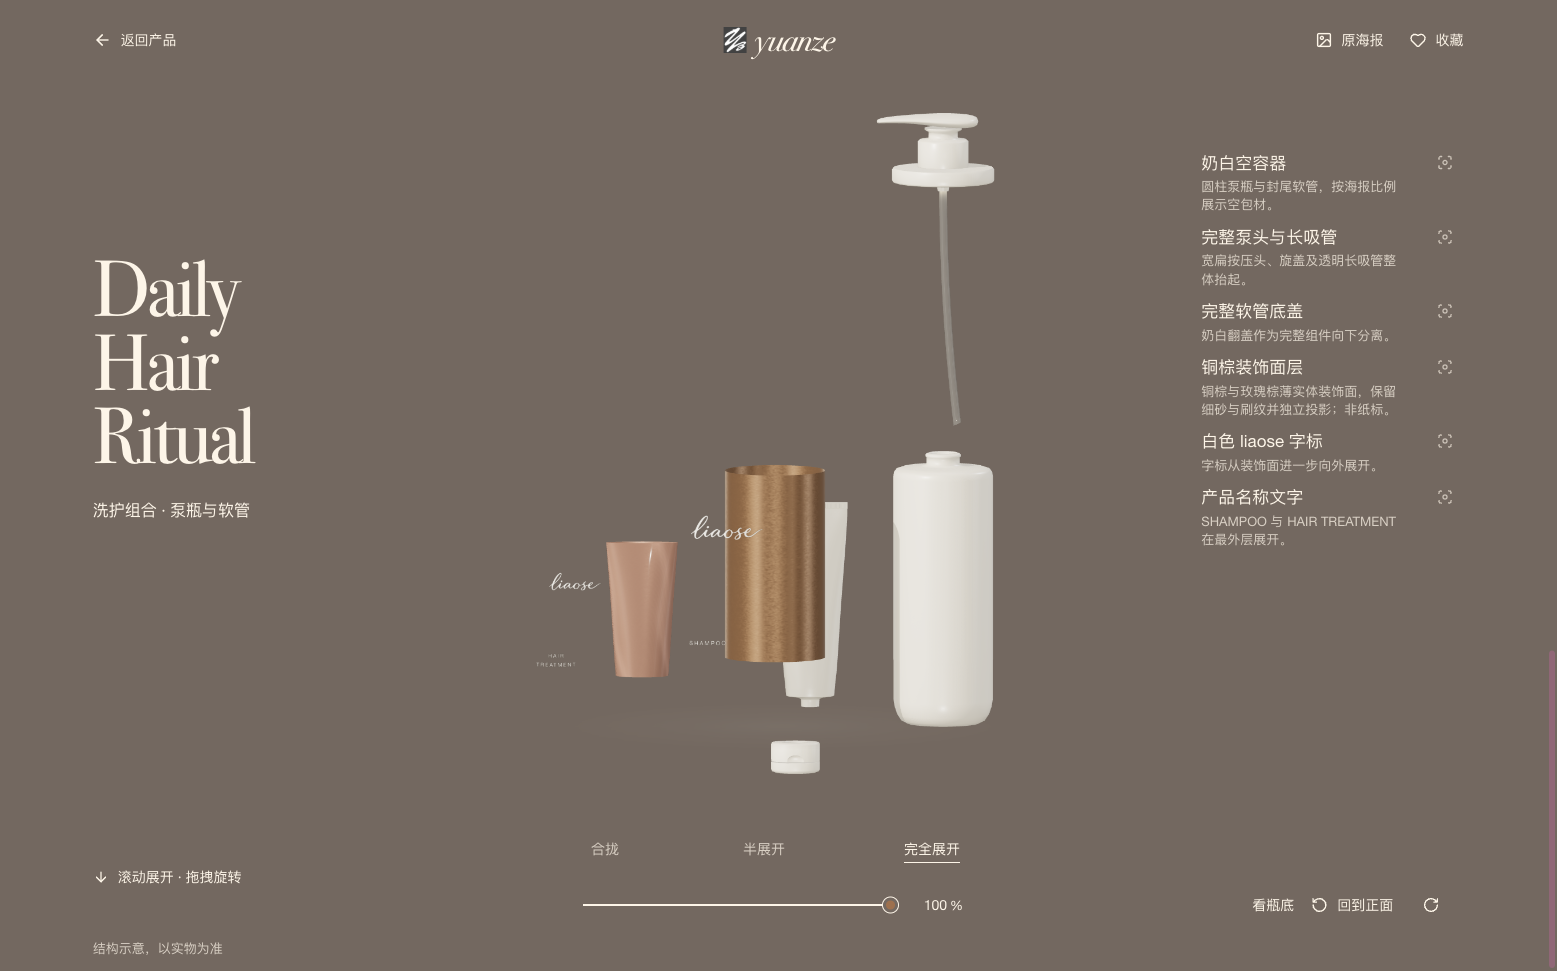 返回产品
yuanze
原海报
收藏
奶白空容器
圆柱泵瓶与封尾软管，按海报比例
展示空包材。
完整泵头与长吸管
宽扁按压头、旋盖及透明长吸管整
体抬起。
完整软管底盖
奶白翻盖作为完整组件向下分离。
铜棕装饰面层
铜棕与玫瑰棕薄实体装饰面，保留
细砂与刷纹并独立投影；非纸标。
白色 liaose 字标
字标从装饰面进一步向外展开。
产品名称文字
SHAMPOO 与 HAIR TREATMENT
在最外层展开。
Daily
Hair
Ritual
洗护组合 · 泵瓶与软管
liaose
liaose
SHAMPOO
HAIR
TREATMENT
合拢
半展开
完全展开
100 %
滚动展开 · 拖拽旋转
看瓶底
回到正面
结构示意，以实物为准